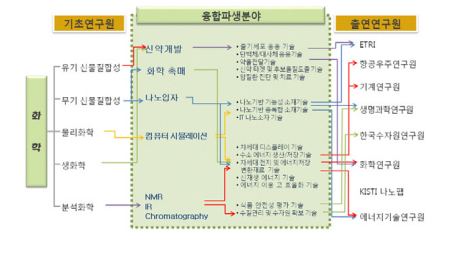 기초연구원
융합파생분야
출연연구원
화
학
유기 신물질합성
무기 신물질합성
물리화학
생화학
분석화학
신약개발
화학 촉매
나노입자
컴퓨터시뮬레이션
NMR
IR
Chromatography
• 줄기세포 응용 기술
• 단백체/대사체응용기술
• 약물전달기술
• 신약 타겟 및 후보물질도출기술
• 암질환 진단 및 치료 기술
• 나노기반 기능성 소재기술
• 나노기반 융복합 소재기술
• IT 나노소자 기술
• 차세대 디스플레이 기술
• 수소 에너지 생산/저장 기술
• 차세대 전지 및 에너지저장
변환재료 기술
• 신재생 에너지 기술
• 에너지 이용 고 효율화 기술
• 식품 안전성 평가 기술
• 수질관리 및 수자원 확보 기술
ETRI
항공우주연구원
기계연구원
생명과학연구원
한국수자원연구원
화학연구원
KISTI 나노팹
에너지기술연구원